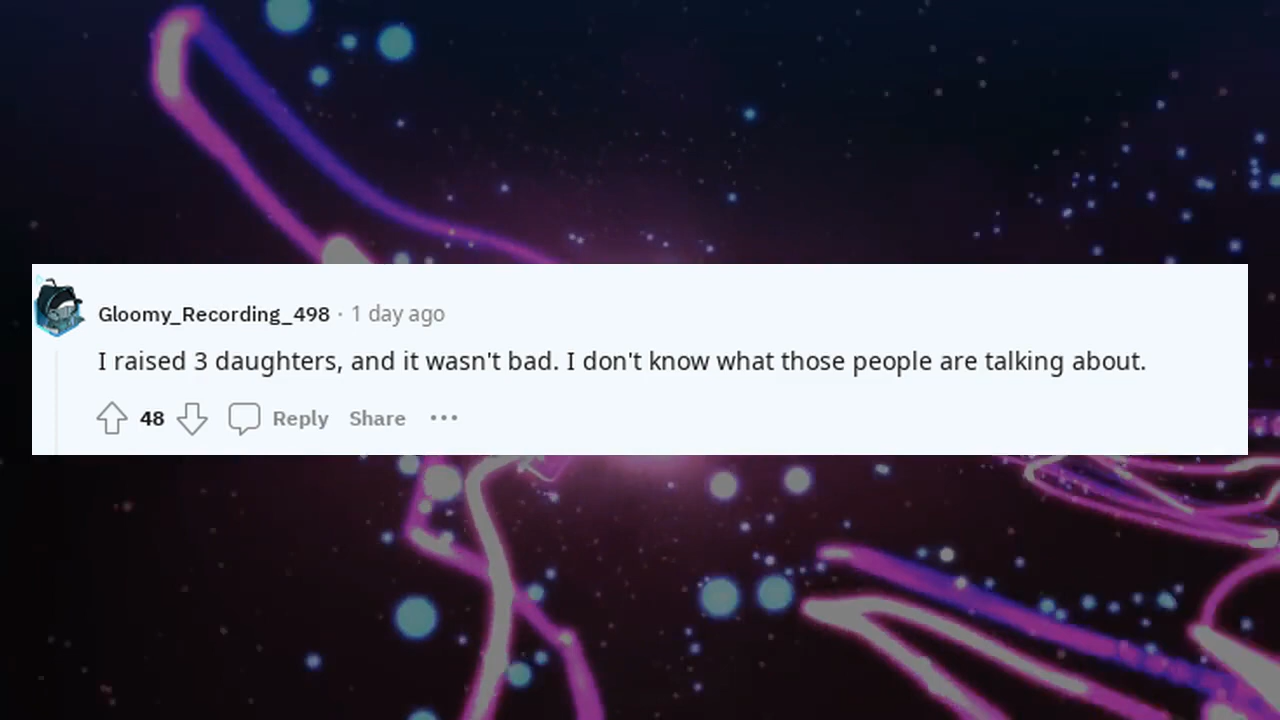 Gloomy_Recording_498 · 1 day ago
I raised 3 daughters, and it wasn't bad. I don't know what those people are talking about.
48 Reply Share ···